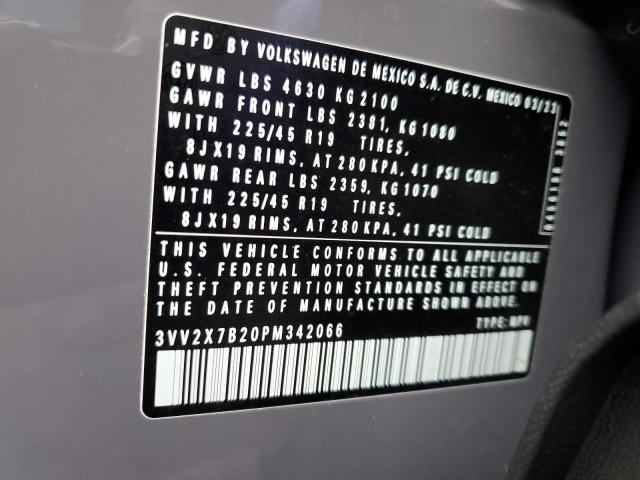 MFD BY VOLKSWAGEN DE MEXICO S.A. DE C.V. MEXICO 03/23
GVWR LBS 4630 KG 2100
GAWR FRONT LBS 2381, KG 1080
WITH 225/45 R19 TIRES,
8JX19 RIMS, AT 280 KPA, 41 PSI COLD
GAWR REAR LBS 2359, KG 1070
WITH 225/45 R19 TIRES,
8JX19 RIMS, AT 280 KPA, 41 PSI COLD
THIS VEHICLE CONFORMS TO ALL APPLICABLE
U.S. FEDERAL MOTOR VEHICLE SAFETY AND
THEFT PREVENTION STANDARDS IN EFFECT ON
THE DATE OF MANUFACTURE SHOWN ABOVE.
3VV2X7B20PM342066 TYPE: MPV